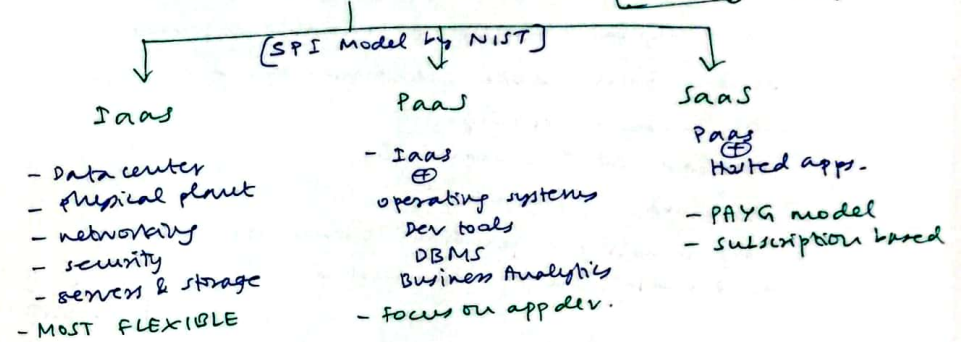 [SPI Model by NIST]
IaaS
- Data center
- physical plant
- networking
- security
- servers & storage
- MOST FLEXIBLE
PaaS
- IaaS
⊕
operating systems
Dev tools
DBMS
Business Analytics
- Focus on app dev.
SaaS
PaaS
⊕
Hosted apps.
- PAYG model
- subscription based